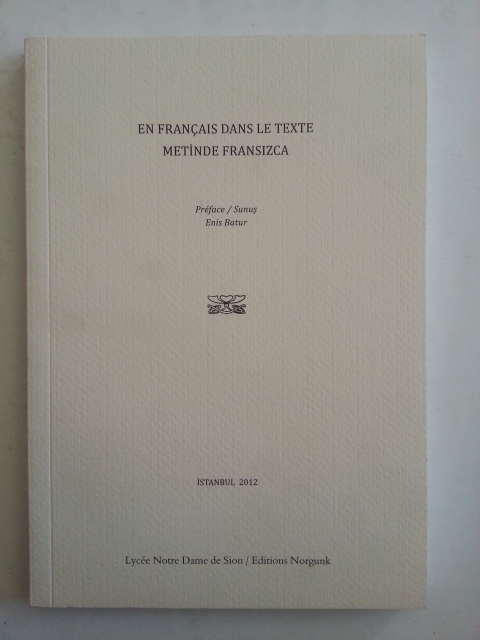 EN FRANÇAIS DANS LE TEXTE
METİNDE FRANSIZCA
Préface / Sunuş
Enis Batur
İSTANBUL 2012
Lycée Notre Dame de Sion / Editions Norgunk